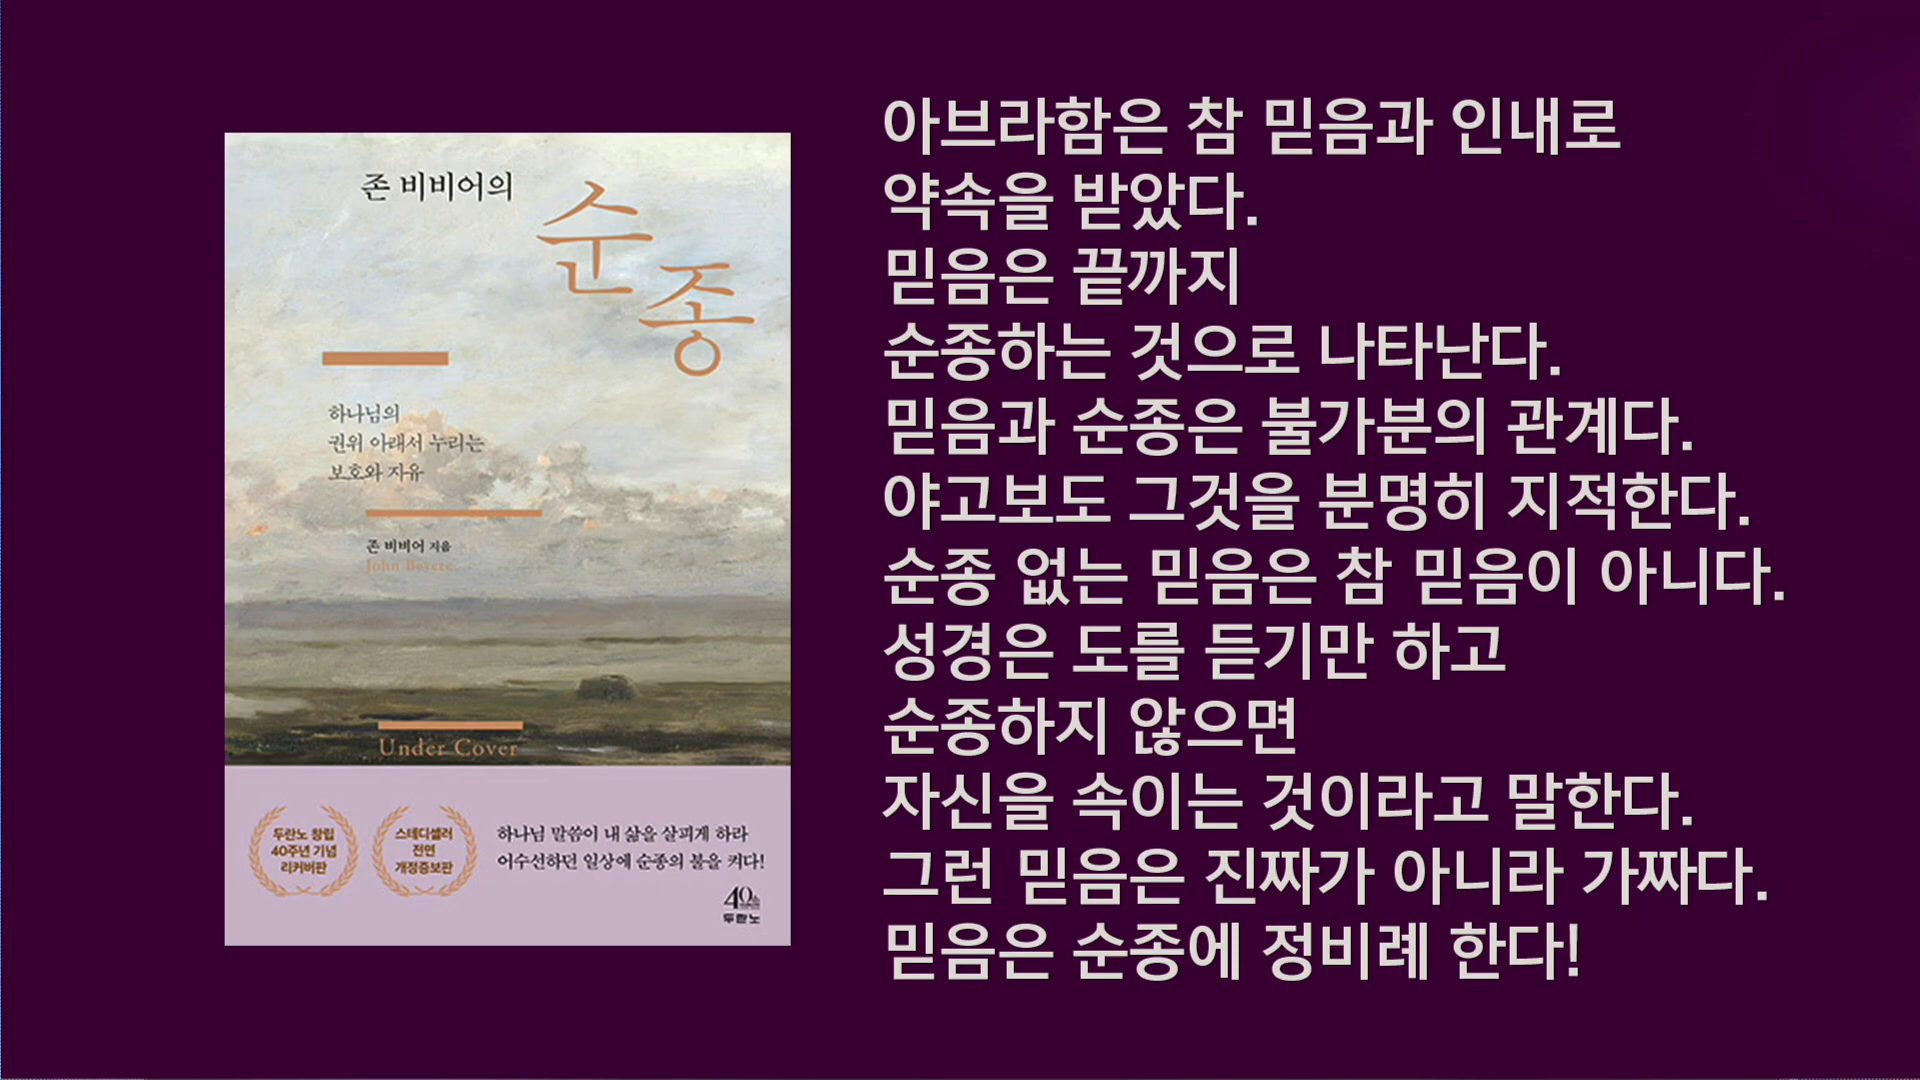 존 비비어의
순종
하나님의
권위 아래서 누리는
보호와 자유
존 비비어 지음
John Bevere
Under Cover
두란노 창립
40주년 기념
리커버판
스테디셀러
전면
개정증보판
하나님 말씀이 내 삶을 살피게 하라
어수선하던 일상에 순종의 불을 켜다!
40
두란노
아브라함은 참 믿음과 인내로
약속을 받았다.
믿음은 끝까지
순종하는 것으로 나타난다.
믿음과 순종은 불가분의 관계다.
야고보도 그것을 분명히 지적한다.
순종 없는 믿음은 참 믿음이 아니다.
성경은 도를 듣기만 하고
순종하지 않으면
자신을 속이는 것이라고 말한다.
그런 믿음은 진짜가 아니라 가짜다.
믿음은 순종에 정비례 한다!